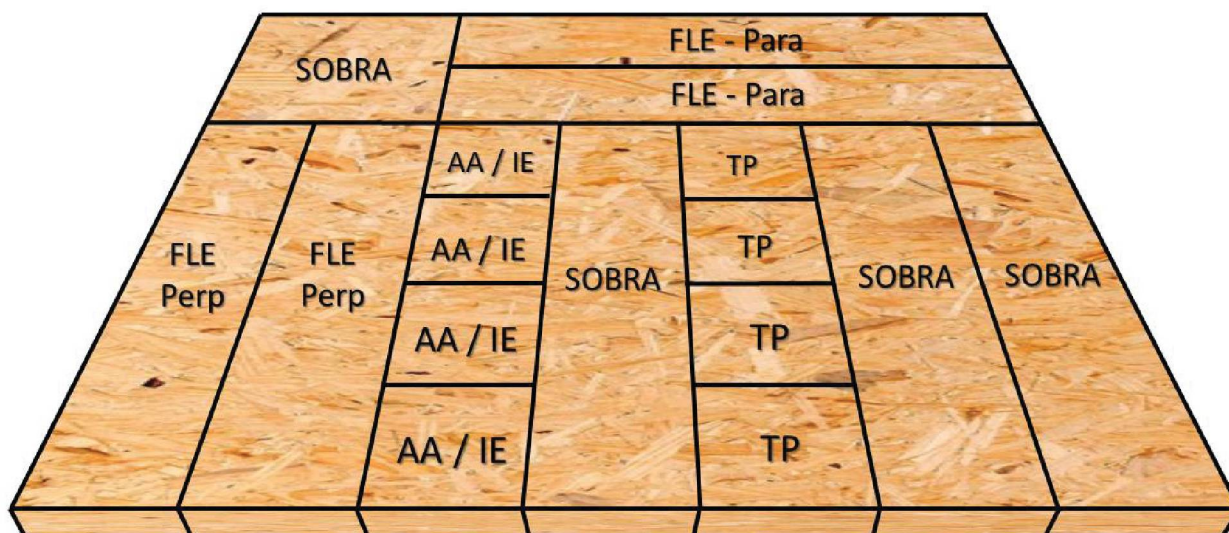 SOBRA
FLE - Para
FLE - Para
AA / IE
TP
FLE
Perp
FLE
Perp
AA / IE
SOBRA
TP
SOBRA
SOBRA
AA / IE
TP
AA / IE
TP